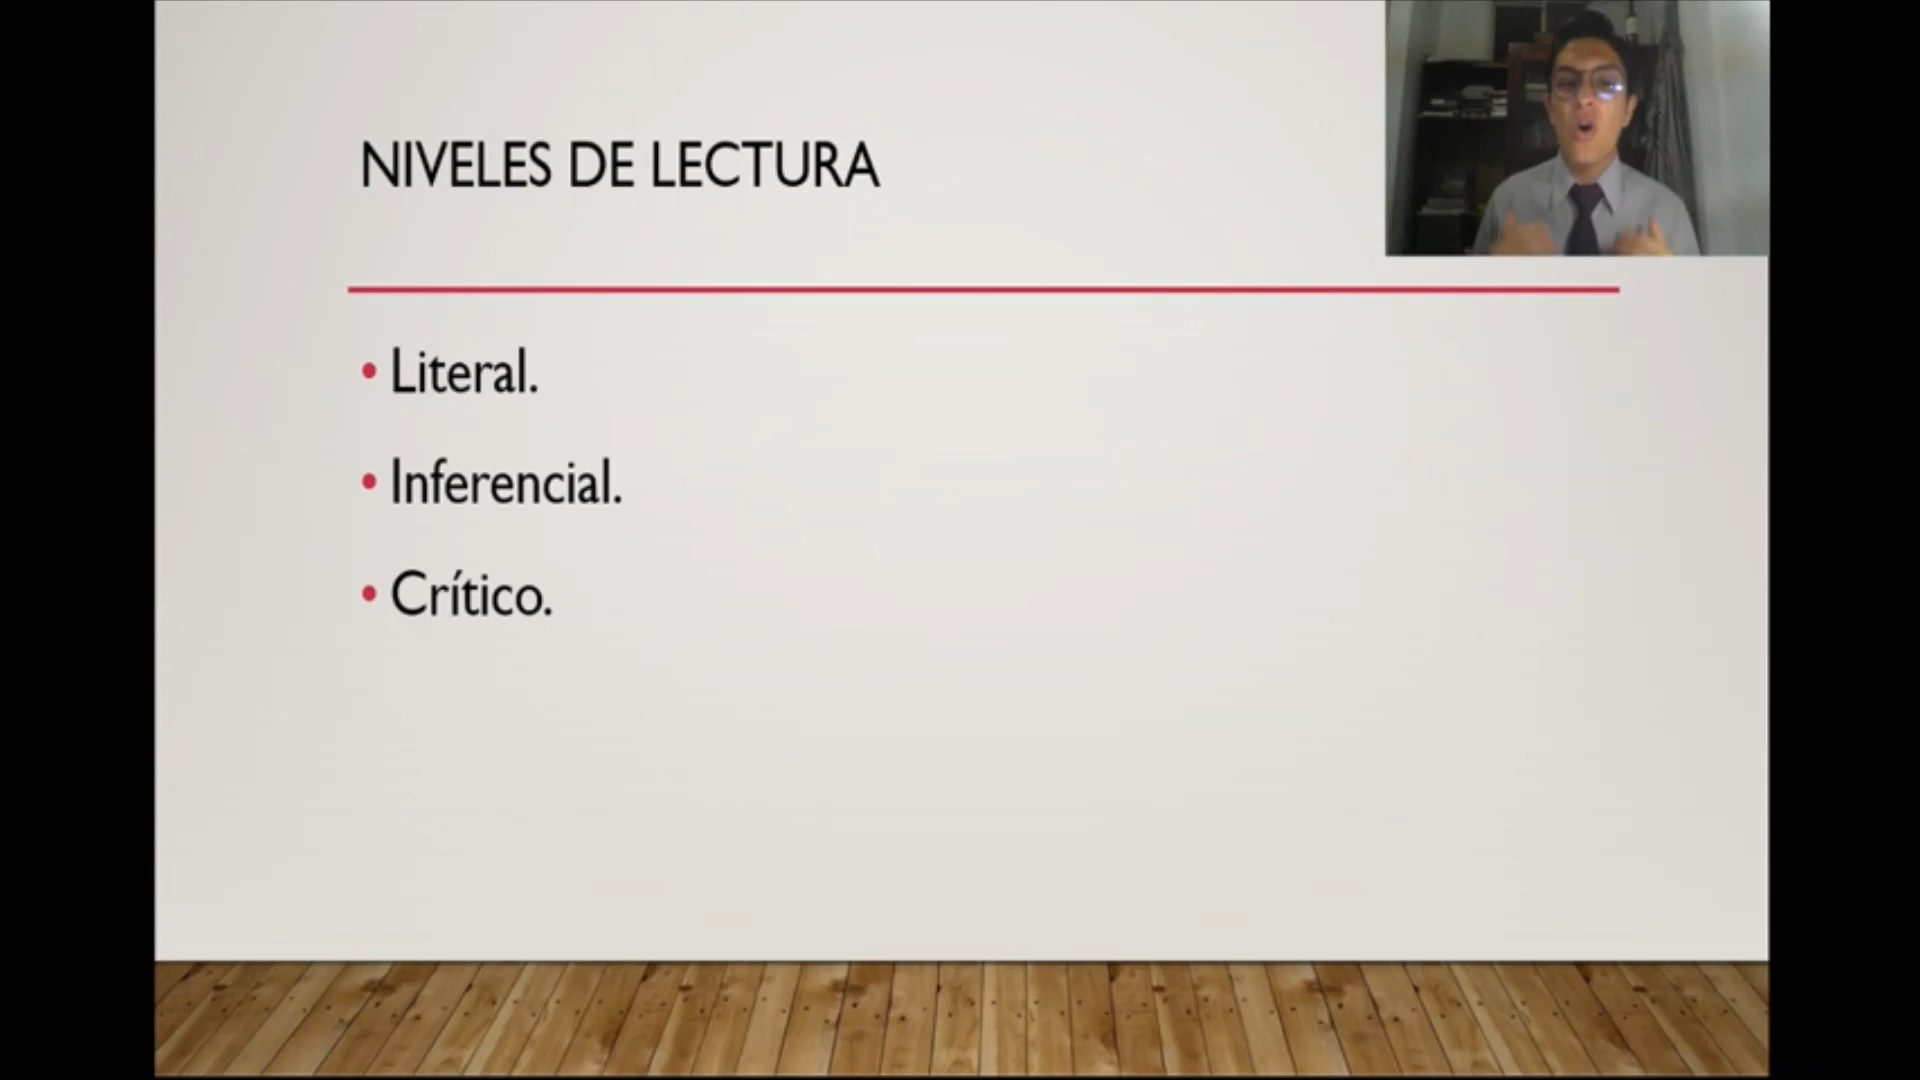 NIVELES DE LECTURA
• Literal.
• Inferencial.
• Crítico.